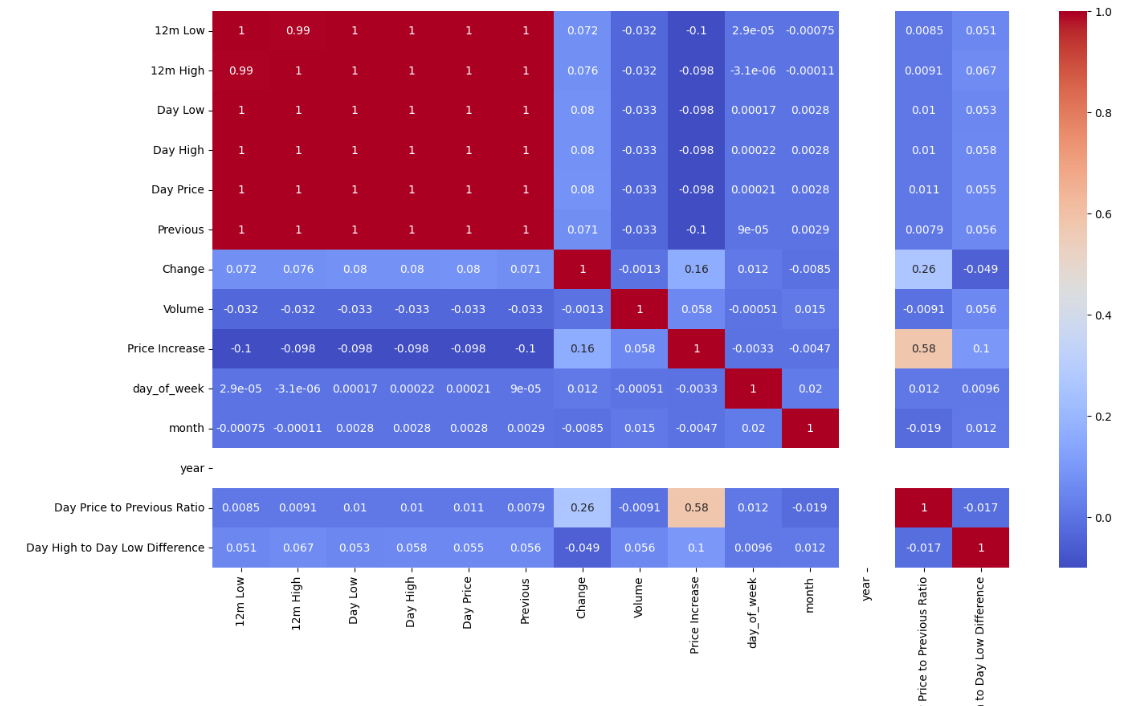 12m Low 1 0.99 1 1 1 1 0.072 -0.032 -0.1 2.9e-05 -0.00075 0.0085 0.051
12m High 0.99 1 1 1 1 1 0.076 -0.032 -0.098 -3.1e-06 -0.00011 0.0091 0.067
Day Low 1 1 1 1 1 1 0.08 -0.033 -0.098 0.00017 0.0028 0.01 0.053
Day High 1 1 1 1 1 1 0.08 -0.033 -0.098 0.00022 0.0028 0.01 0.058
Day Price 1 1 1 1 1 1 0.08 -0.033 -0.098 0.00021 0.0028 0.011 0.055
Previous 1 1 1 1 1 1 0.071 -0.033 -0.1 9e-05 0.0029 0.0079 0.056
Change 0.072 0.076 0.08 0.08 0.08 0.071 1 -0.0013 0.16 0.012 -0.0085 0.26 -0.049
Volume -0.032 -0.032 -0.033 -0.033 -0.033 -0.033 -0.0013 1 0.058 -0.00051 0.015 -0.0091 0.056
Price Increase -0.1 -0.098 -0.098 -0.098 -0.098 -0.1 0.16 0.058 1 -0.0033 -0.0047 0.58 0.1
day_of_week 2.9e-05 -3.1e-06 0.00017 0.00022 0.00021 9e-05 0.012 -0.00051 -0.0033 1 0.02 0.012 0.0096
month -0.00075 -0.00011 0.0028 0.0028 0.0028 0.0029 -0.0085 0.015 -0.0047 0.02 1 -0.019 0.012
year
Day Price to Previous Ratio 0.0085 0.0091 0.01 0.01 0.011 0.0079 0.26 -0.0091 0.58 0.012 -0.019 1 -0.017
Day High to Day Low Difference 0.051 0.067 0.053 0.058 0.055 0.056 -0.049 0.056 0.1 0.0096 0.012 -0.017 1
12m Low
12m High
Day Low
Day High
Day Price
Previous
Change
Volume
Price Increase
day_of_week
month
year
Price to Previous Ratio
to Day Low Difference
1.0
0.8
0.6
0.4
0.2
0.0